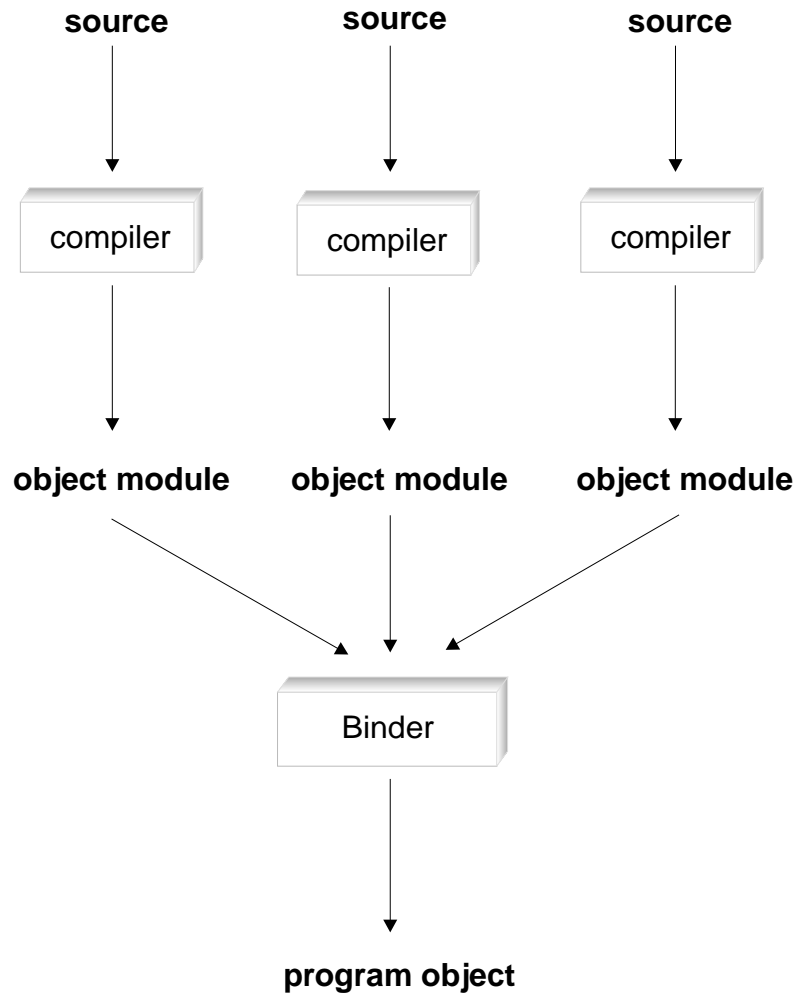 source
source
source
compiler
compiler
compiler
object module
object module
object module
Binder
program object